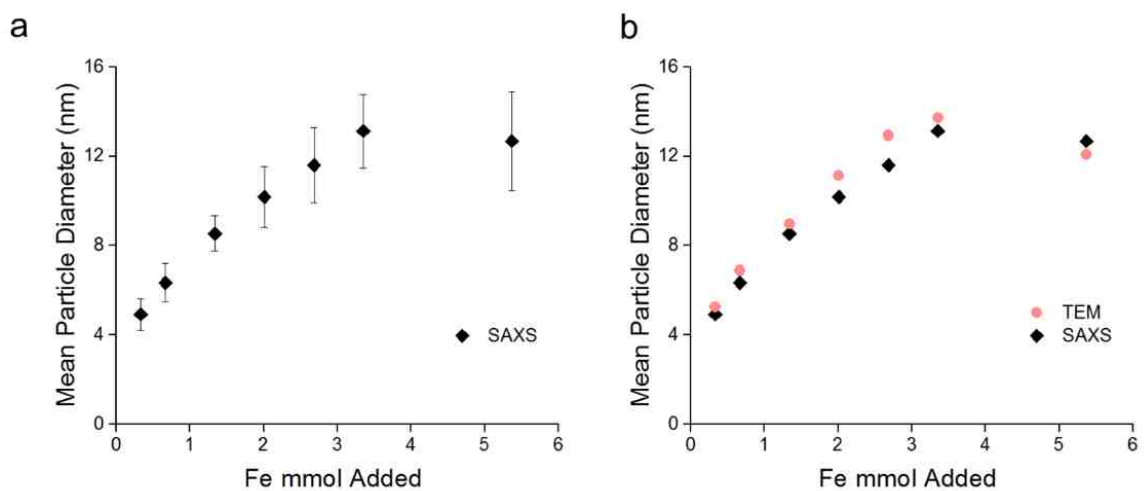 a
16
12
8
4
0
Mean Particle Diameter (nm)
SAXS
0 1 2 3 4 5 6
Fe mmol Added
b
16
12
8
4
0
Mean Particle Diameter (nm)
TEM
SAXS
0 1 2 3 4 5 6
Fe mmol Added